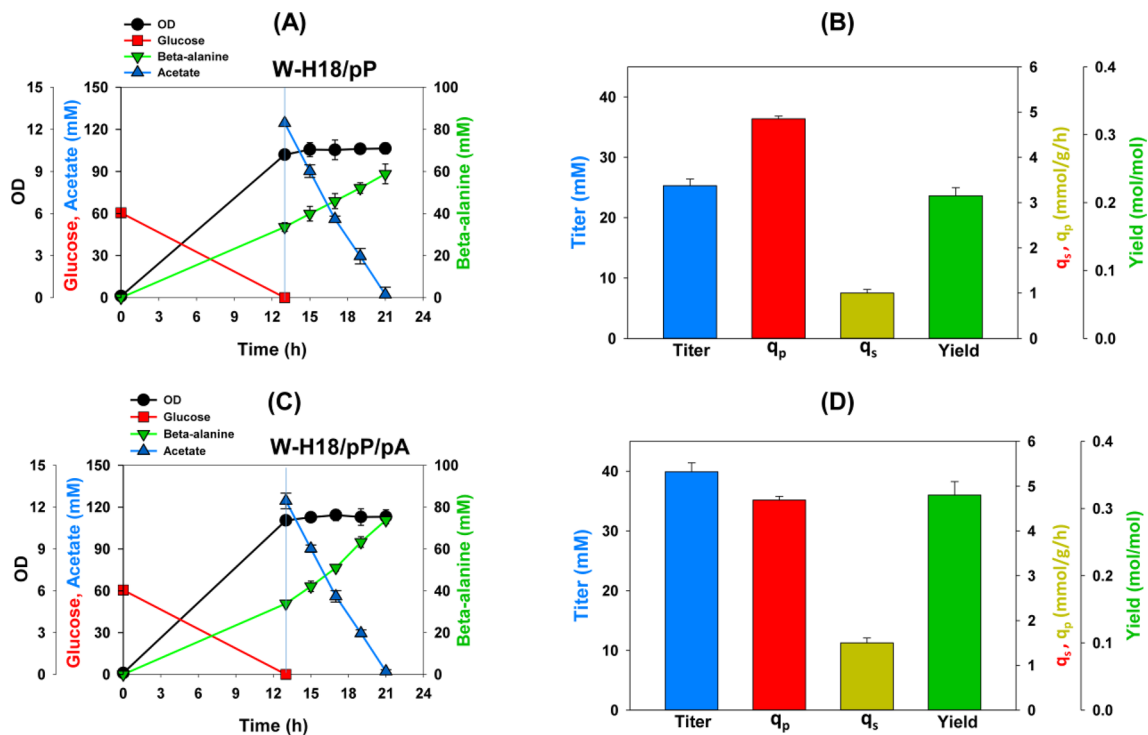 (A)
OD
Glucose
Beta-alanine
Acetate
W-H18/pP
15 150 100
12 120 80
9 90 60
6 60 40
3 30 20
0 0 0
OD
Glucose, Acetate (mM)
Beta-alanine (mM)
0 3 6 9 12 15 18 21 24
Time (h)
(B)
40
30
20
10
0
Titer (mM)
6
5
4
3
2
1
0
qs, qp (mmol/g/h)
0.4
0.3
0.2
0.1
0.0
Yield (mol/mol)
Titer qp qs Yield
(C)
OD
Glucose
Beta-alanine
Acetate
W-H18/pP/pA
15 150 100
12 120 80
9 90 60
6 60 40
3 30 20
0 0 0
OD
Glucose, Acetate (mM)
Beta-alanine (mM)
0 3 6 9 12 15 18 21 24
Time (h)
(D)
40
30
20
10
0
Titer (mM)
6
5
4
3
2
1
0
qs, qp (mmol/g/h)
0.4
0.3
0.2
0.1
0.0
Yield (mol/mol)
Titer qp qs Yield